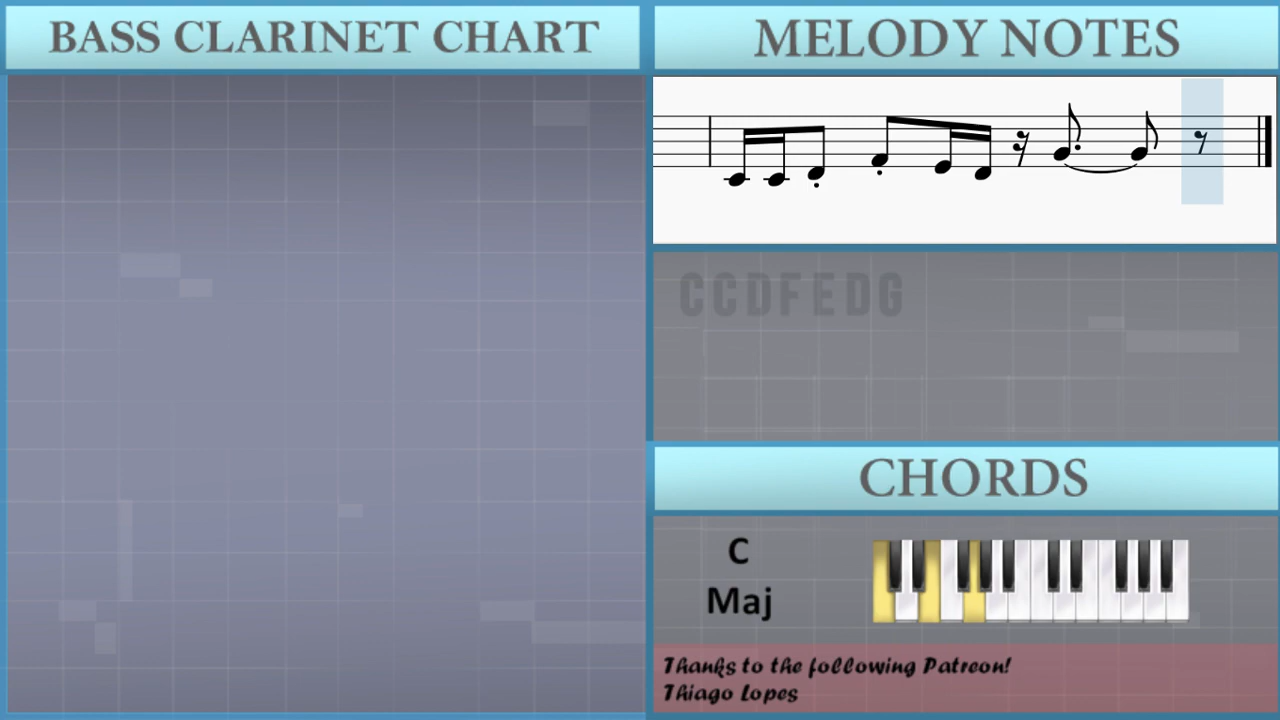 BASS CLARINET CHART
MELODY NOTES
CCDFEDG
CHORDS
C
Maj
Thanks to the following Patreon!
Thiago Lopes